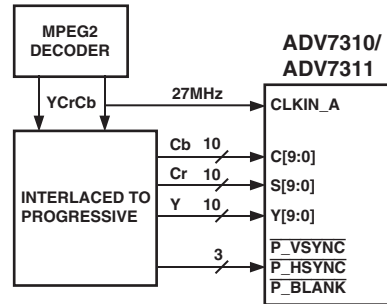 MPEG2
DECODER
YCrCb
27MHz
ADV7310/
ADV7311
CLKIN_A
INTERLACED TO
PROGRESSIVE
Cb 10
C[9:0]
Cr 10
S[9:0]
Y 10
Y[9:0]
3
P_VSYNC
P_HSYNC
P_BLANK